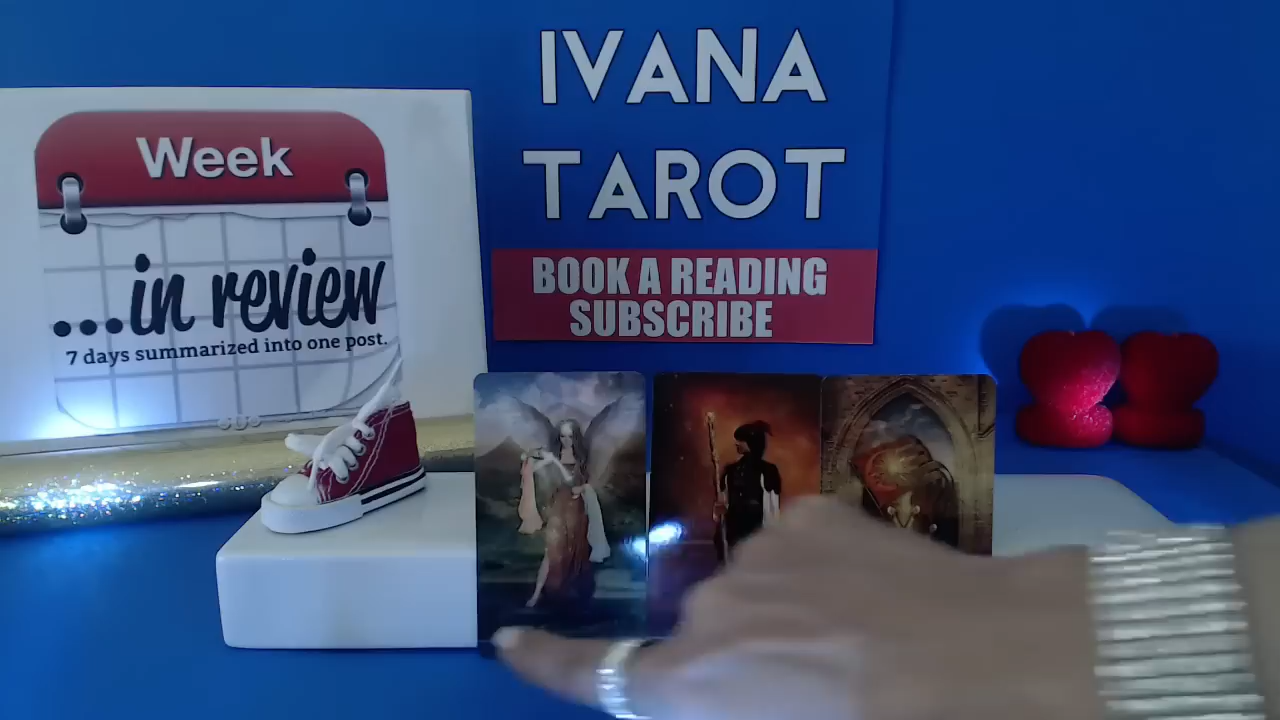 Week
...in review
7 days summarized into one post.
IVANA
TAROT
BOOK A READING
SUBSCRIBE